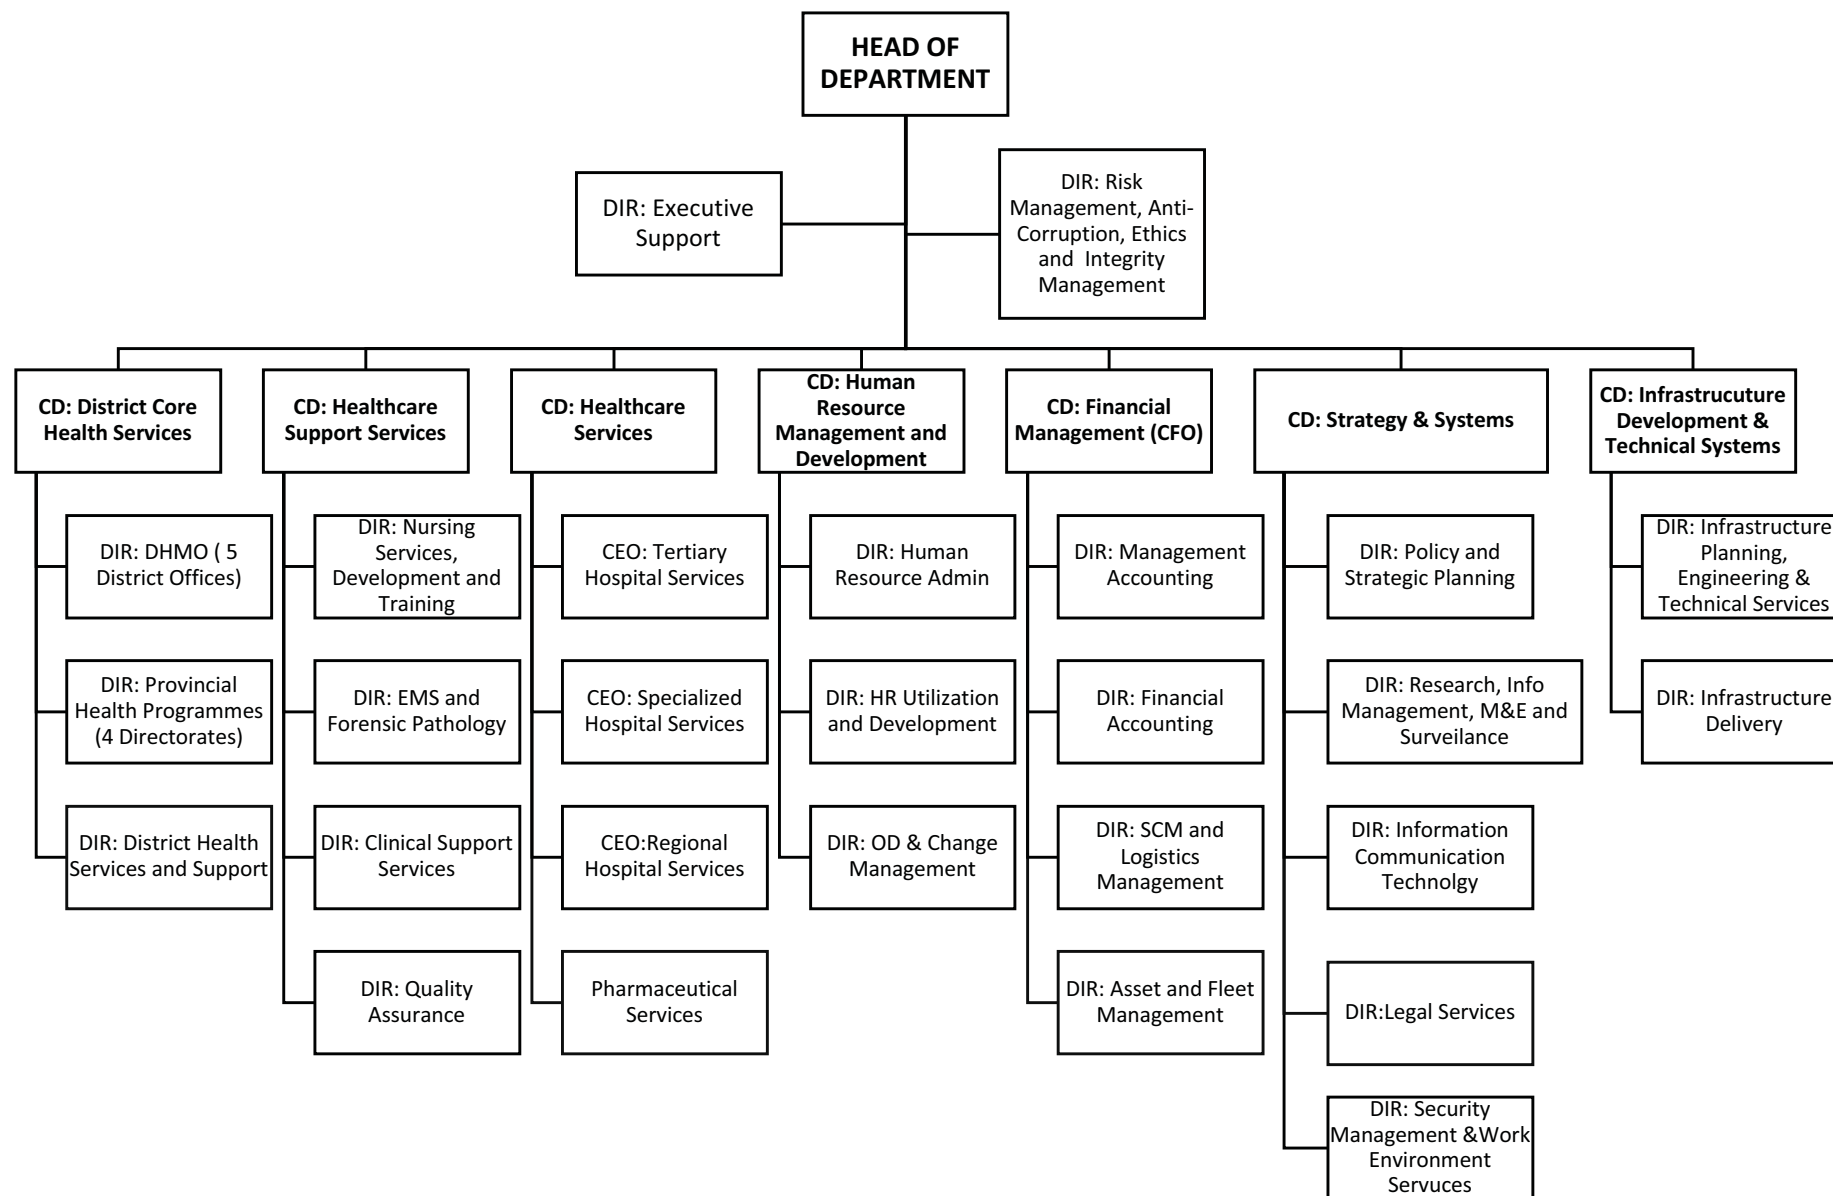 HEAD OF
DEPARTMENT
DIR: Executive
Support
DIR: Risk
Management, Anti-
Corruption, Ethics
and Integrity
Management
CD: District Core
Health Services
CD: Healthcare
Support Services
CD: Healthcare
Services
CD: Human
Resource
Management and
Development
CD: Financial
Management (CFO)
CD: Strategy & Systems
CD: Infrastrucuture
Development &
Technical Systems
DIR: DHMO ( 5
District Offices)
DIR: Provincial
Health Programmes
(4 Directorates)
DIR: District Health
Services and Support
DIR: Nursing
Services,
Development and
Training
DIR: EMS and
Forensic Pathology
DIR: Clinical Support
Services
DIR: Quality
Assurance
CEO: Tertiary
Hospital Services
CEO: Specialized
Hospital Services
CEO:Regional
Hospital Services
Pharmaceutical
Services
DIR: Human
Resource Admin
DIR: HR Utilization
and Development
DIR: OD & Change
Management
DIR: Management
Accounting
DIR: Financial
Accounting
DIR: SCM and
Logistics
Management
DIR: Asset and Fleet
Management
DIR: Policy and
Strategic Planning
DIR: Research, Info
Management, M&E and
Surveilance
DIR: Information
Communication
Technolgy
DIR:Legal Services
DIR: Security
Management &Work
Environment
Servuces
DIR: Infrastructure
Planning,
Engineering &
Technical Services
DIR: Infrastructure
Delivery